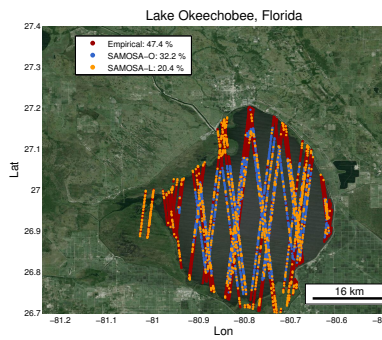 Lake Okeechobee, Florida
27.4
Empirical: 47.4 %
SAMOSA−O: 32.2 %
SAMOSA−L: 20.4 %
27.3
27.2
27.1
Lat
27
26.9
26.8
16 km
26.7
−81.2 −81.1 −81 −80.9 −80.8 −80.7 −80.6
Lon